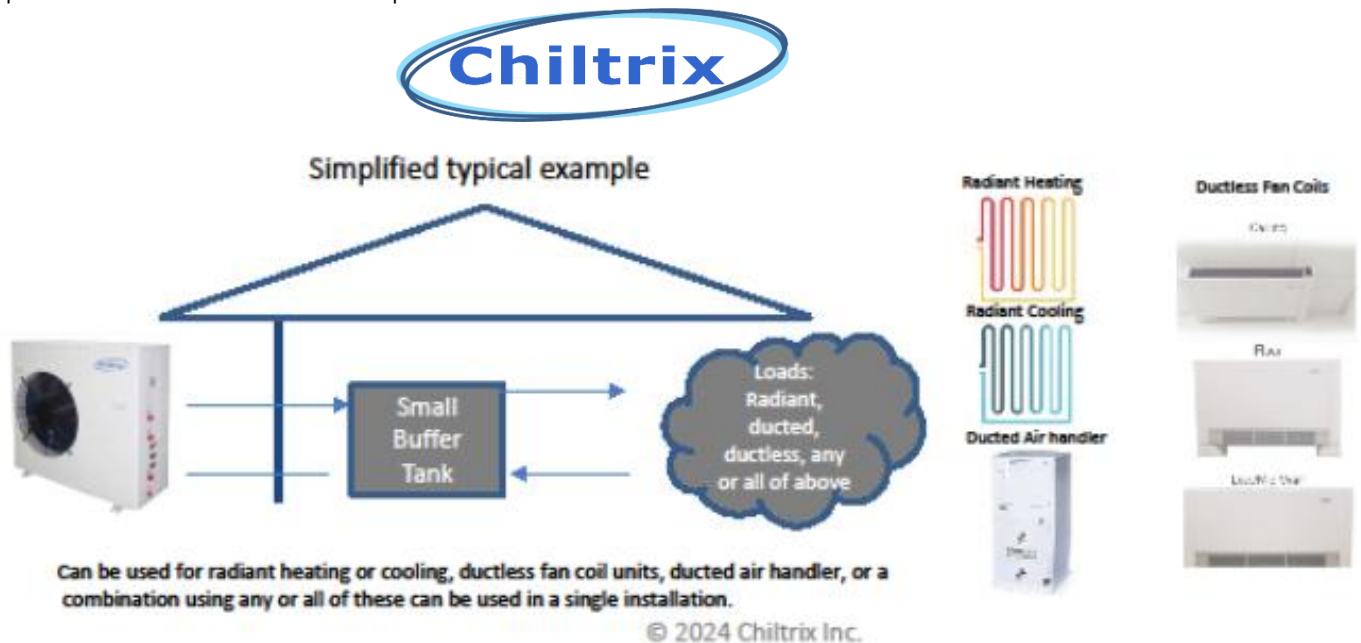 Chiltrix
Simplified typical example
Radiant Heating
Ductless Fan Coils
Radiant Cooling
Small
Buffer
Tank
Loads:
Radiant,
ducted,
ductless, any
or all of above
Ducted Air handler
Can be used for radiant heating or cooling, ductless fan coil units, ducted air handler, or a
combination using any or all of these can be used in a single installation.
© 2024 Chiltrix Inc.